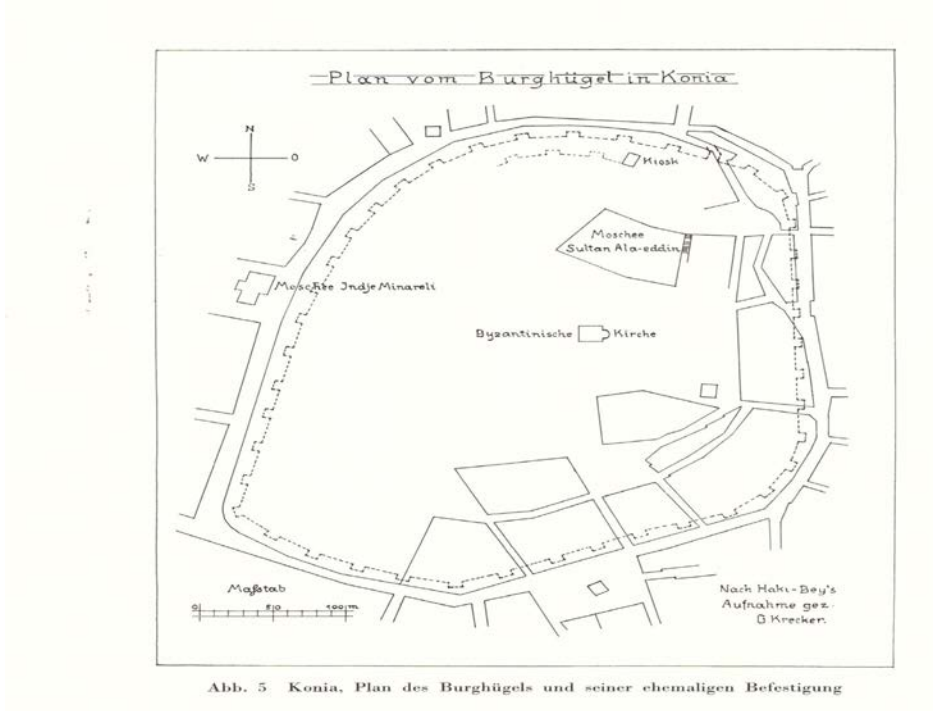 Plan vom Burghügel in Konia
N
W O
S
Kiosk
Moschee
Sultan Ala-eddin
Moschee Indje Minareli
Byzantinische Kirche
Maßstab
0 50 100 m
Nach Haki-Bey's
Aufnahme gez.
B Krecker.
Abb. 5 Konia, Plan des Burghügels und seiner ehemaligen Befestigung